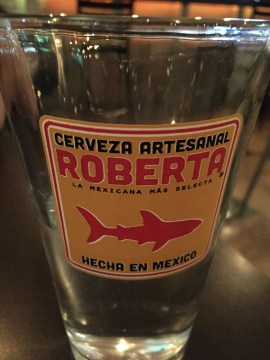 CERVEZA ARTESANAL
ROBERTA®
LA MEXICANA MÁS SELECTA
HECHA EN MEXICO